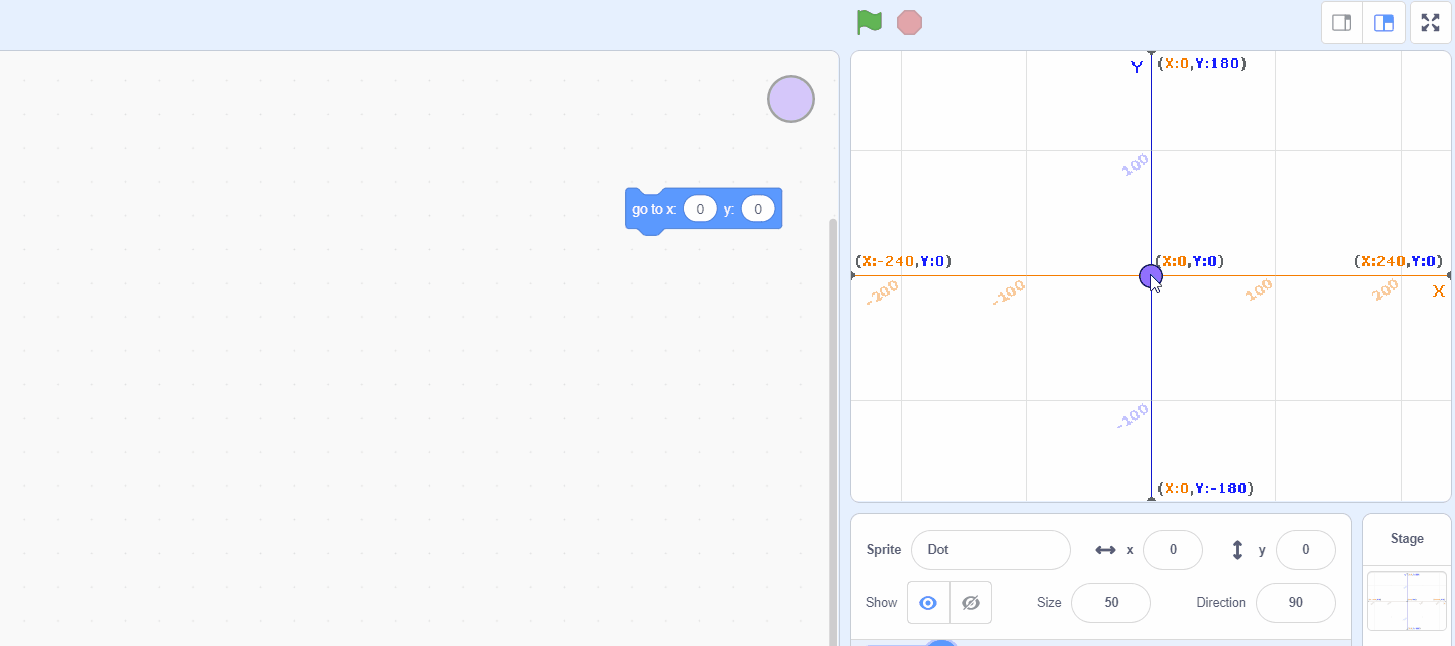 go to x: 0 y: 0
Y
(X:0,Y:180)
100
(X:-240,Y:0)
(X:0,Y:0)
(X:240,Y:0)
-200
-100
100
200
X
-100
(X:0,Y:-180)
Sprite Dot x 0 y 0
Show Size 50 Direction 90
Stage